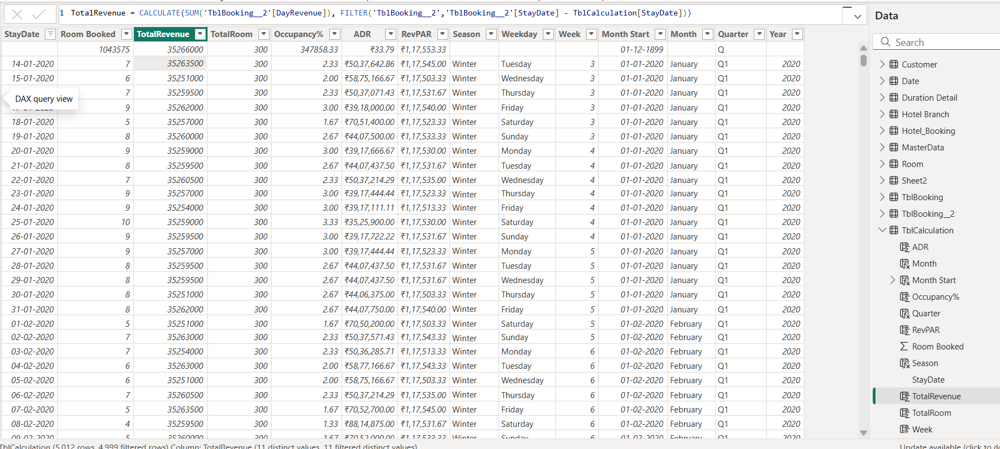 1 TotalRevenue = CALCULATE(SUM('TblBooking__2'[DayRevenue]), FILTER('TblBooking__2','TblBooking__2'[StayDate] - TblCalculation[StayDate]))
StayDate Room Booked TotalRevenue TotalRoom Occupancy% ADR RevPAR Season Weekday Week Month Start Month Quarter Year
1043575 35266000 300 347858.33 ₹33.79 ₹1,17,553.33 01-12-1899 Q
14-01-2020 7 35263500 300 2.33 ₹50,37,642.86 ₹1,17,545.00 Winter Tuesday 3 01-01-2020 January Q1 2020
15-01-2020 6 35251000 300 2.00 ₹58,75,166.67 ₹1,17,503.33 Winter Wednesday 3 01-01-2020 January Q1 2020
DAX query view
7 35259500 300 2.33 ₹50,37,071.43 ₹1,17,531.67 Winter Thursday 3 01-01-2020 January Q1 2020
9 35262000 300 3.00 ₹39,18,000.00 ₹1,17,540.00 Winter Friday 3 01-01-2020 January Q1 2020
18-01-2020 5 35257000 300 1.67 ₹70,51,400.00 ₹1,17,523.33 Winter Saturday 3 01-01-2020 January Q1 2020
19-01-2020 8 35260000 300 2.67 ₹44,07,500.00 ₹1,17,533.33 Winter Sunday 3 01-01-2020 January Q1 2020
20-01-2020 9 35259000 300 3.00 ₹39,17,666.67 ₹1,17,530.00 Winter Monday 4 01-01-2020 January Q1 2020
21-01-2020 8 35259500 300 2.67 ₹44,07,437.50 ₹1,17,531.67 Winter Tuesday 4 01-01-2020 January Q1 2020
22-01-2020 7 35260500 300 2.33 ₹50,37,214.29 ₹1,17,535.00 Winter Wednesday 4 01-01-2020 January Q1 2020
23-01-2020 9 35257000 300 3.00 ₹39,17,444.44 ₹1,17,523.33 Winter Thursday 4 01-01-2020 January Q1 2020
24-01-2020 9 35254000 300 3.00 ₹39,17,111.11 ₹1,17,513.33 Winter Friday 4 01-01-2020 January Q1 2020
25-01-2020 10 35259000 300 3.33 ₹35,25,900.00 ₹1,17,530.00 Winter Saturday 4 01-01-2020 January Q1 2020
26-01-2020 9 35259500 300 3.00 ₹39,17,722.22 ₹1,17,531.67 Winter Sunday 4 01-01-2020 January Q1 2020
27-01-2020 9 35257000 300 3.00 ₹39,17,444.44 ₹1,17,523.33 Winter Monday 5 01-01-2020 January Q1 2020
28-01-2020 8 35259500 300 2.67 ₹44,07,437.50 ₹1,17,531.67 Winter Tuesday 5 01-01-2020 January Q1 2020
29-01-2020 8 35259500 300 2.67 ₹44,07,437.50 ₹1,17,531.67 Winter Wednesday 5 01-01-2020 January Q1 2020
30-01-2020 8 35251000 300 2.67 ₹44,06,375.00 ₹1,17,503.33 Winter Thursday 5 01-01-2020 January Q1 2020
31-01-2020 8 35262000 300 2.67 ₹44,07,750.00 ₹1,17,540.00 Winter Friday 5 01-01-2020 January Q1 2020
01-02-2020 5 35251000 300 1.67 ₹70,50,200.00 ₹1,17,503.33 Winter Saturday 5 01-02-2020 February Q1 2020
02-02-2020 7 35263000 300 2.33 ₹50,37,571.43 ₹1,17,543.33 Winter Sunday 5 01-02-2020 February Q1 2020
03-02-2020 7 35254000 300 2.33 ₹50,36,285.71 ₹1,17,513.33 Winter Monday 6 01-02-2020 February Q1 2020
04-02-2020 6 35263000 300 2.00 ₹58,77,166.67 ₹1,17,543.33 Winter Tuesday 6 01-02-2020 February Q1 2020
05-02-2020 6 35251000 300 2.00 ₹58,75,166.67 ₹1,17,503.33 Winter Wednesday 6 01-02-2020 February Q1 2020
06-02-2020 7 35260500 300 2.33 ₹50,37,214.29 ₹1,17,535.00 Winter Thursday 6 01-02-2020 February Q1 2020
07-02-2020 5 35263500 300 1.67 ₹70,52,700.00 ₹1,17,545.00 Winter Friday 6 01-02-2020 February Q1 2020
08-02-2020 4 35259500 300 1.33 ₹88,14,875.00 ₹1,17,531.67 Winter Saturday 6 01-02-2020 February Q1 2020
09-02-2020 5 35260000 300 1.67 ₹70,52,000.00 ₹1,17,533.33 Winter Sunday 6 01-02-2020 February Q1 2020
TblCalculation (5,012 rows, 4,999 filtered rows) Column: TotalRevenue (11 distinct values, 11 filtered distinct values)
Data
Search
Customer
Date
Duration Detail
Hotel Branch
Hotel_Booking
MasterData
Room
Sheet2
TblBooking
TblBooking__2
TblCalculation
ADR
Month
Month Start
Occupancy%
Quarter
RevPAR
Room Booked
Season
StayDate
TotalRevenue
TotalRoom
Week
Update available (click to do